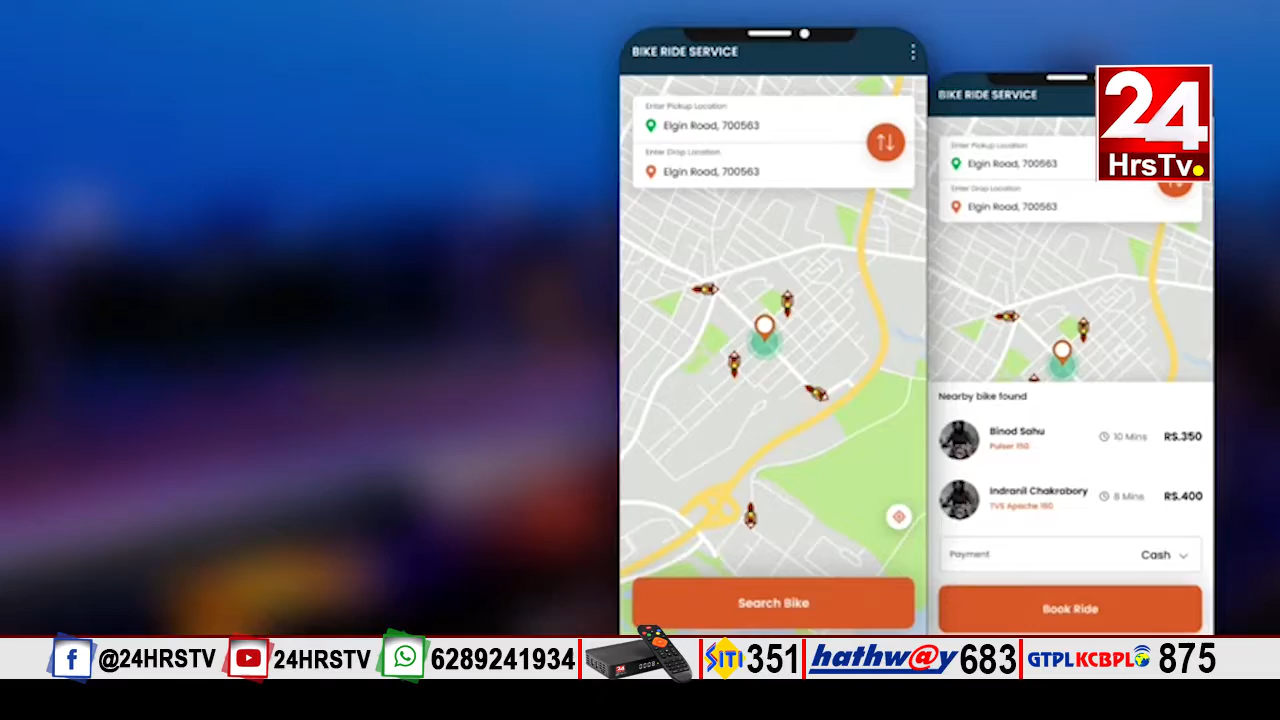 BIKE RIDE SERVICE
Enter Pickup Location
Elgin Road, 700563
Enter Drop Location
Elgin Road, 700563
Search Bike
BIKE RIDE SERVICE
Enter Pickup Location
Elgin Road, 700563
Enter Drop Location
Elgin Road, 700563
Nearby bike found
Binod Sahu
10 Mins
RS.350
Pulser 150
Indranil Chakrabory
8 Mins
RS.400
TVS Apache 160
Payment
Cash
Book Ride
24
HrsTv.
@24HRSTV
24HRSTV
6289241934
24
SITI 351
hathw@y 683
GTPL KCBPL 875